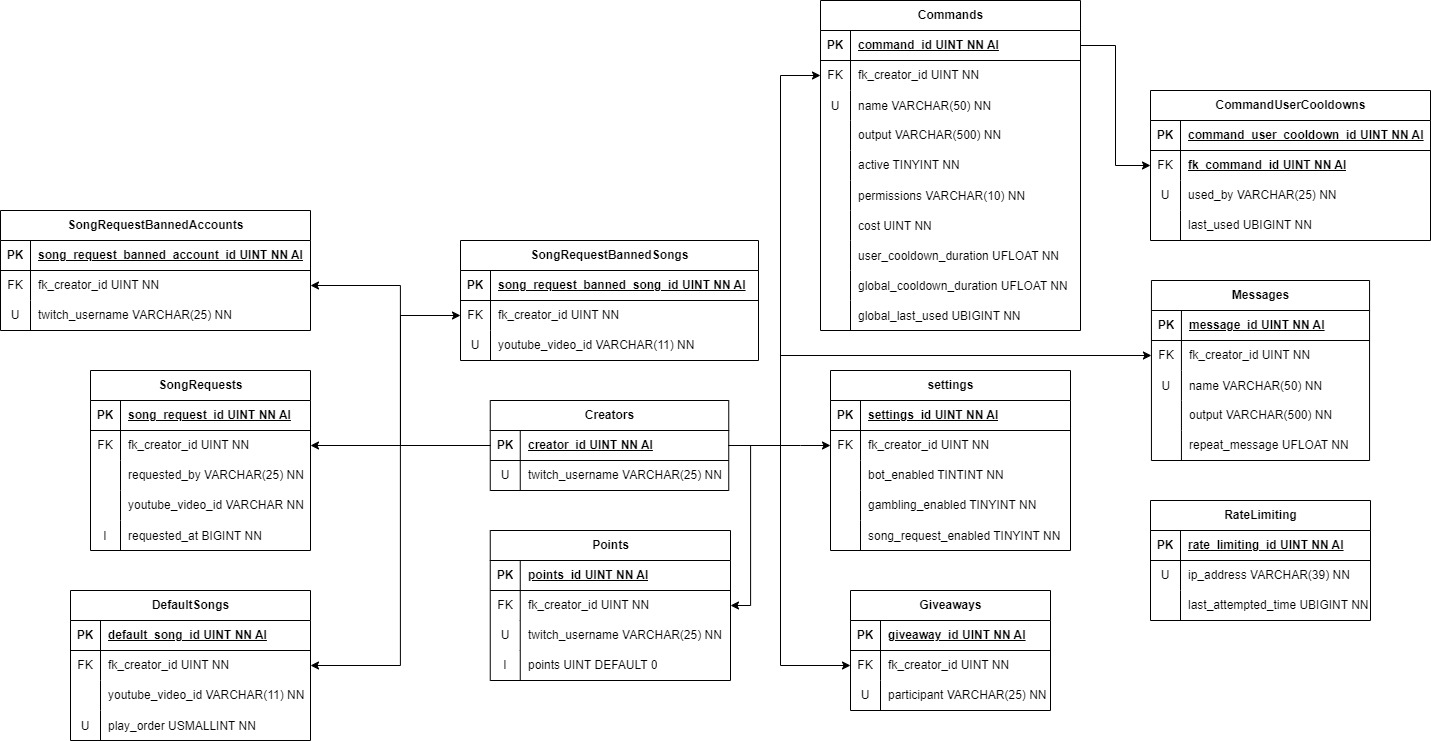 Commands
PK command_id UINT NN AI
FK fk_creator_id UINT NN
U name VARCHAR(50) NN
output VARCHAR(500) NN
active TINYINT NN
permissions VARCHAR(10) NN
cost UINT NN
user_cooldown_duration UFLOAT NN
global_cooldown_duration UFLOAT NN
global_last_used UBIGINT NN
CommandUserCooldowns
PK command_user_cooldown_id UINT NN AI
FK fk_command_id UINT NN AI
U used_by VARCHAR(25) NN
last_used UBIGINT NN
SongRequestBannedAccounts
PK song_request_banned_account_id UINT NN AI
FK fk_creator_id UINT NN
U twitch_username VARCHAR(25) NN
SongRequestBannedSongs
PK song_request_banned_song_id UINT NN AI
FK fk_creator_id UINT NN
U youtube_video_id VARCHAR(11) NN
Messages
PK message_id UINT NN AI
FK fk_creator_id UINT NN
U name VARCHAR(50) NN
output VARCHAR(500) NN
repeat_message UFLOAT NN
SongRequests
PK song_request_id UINT NN AI
FK fk_creator_id UINT NN
requested_by VARCHAR(25) NN
youtube_video_id VARCHAR NN
I requested_at BIGINT NN
Creators
PK creator_id UINT NN AI
U twitch_username VARCHAR(25) NN
settings
PK settings_id UINT NN AI
FK fk_creator_id UINT NN
bot_enabled TINTINT NN
gambling_enabled TINYINT NN
song_request_enabled TINYINT NN
RateLimiting
PK rate_limiting_id UINT NN AI
U ip_address VARCHAR(39) NN
last_attempted_time UBIGINT NN
Points
PK points_id UINT NN AI
FK fk_creator_id UINT NN
U twitch_username VARCHAR(25) NN
I points UINT DEFAULT 0
DefaultSongs
PK default_song_id UINT NN AI
FK fk_creator_id UINT NN
youtube_video_id VARCHAR(11) NN
U play_order USMALLINT NN
Giveaways
PK giveaway_id UINT NN AI
FK fk_creator_id UINT NN
U participant VARCHAR(25) NN